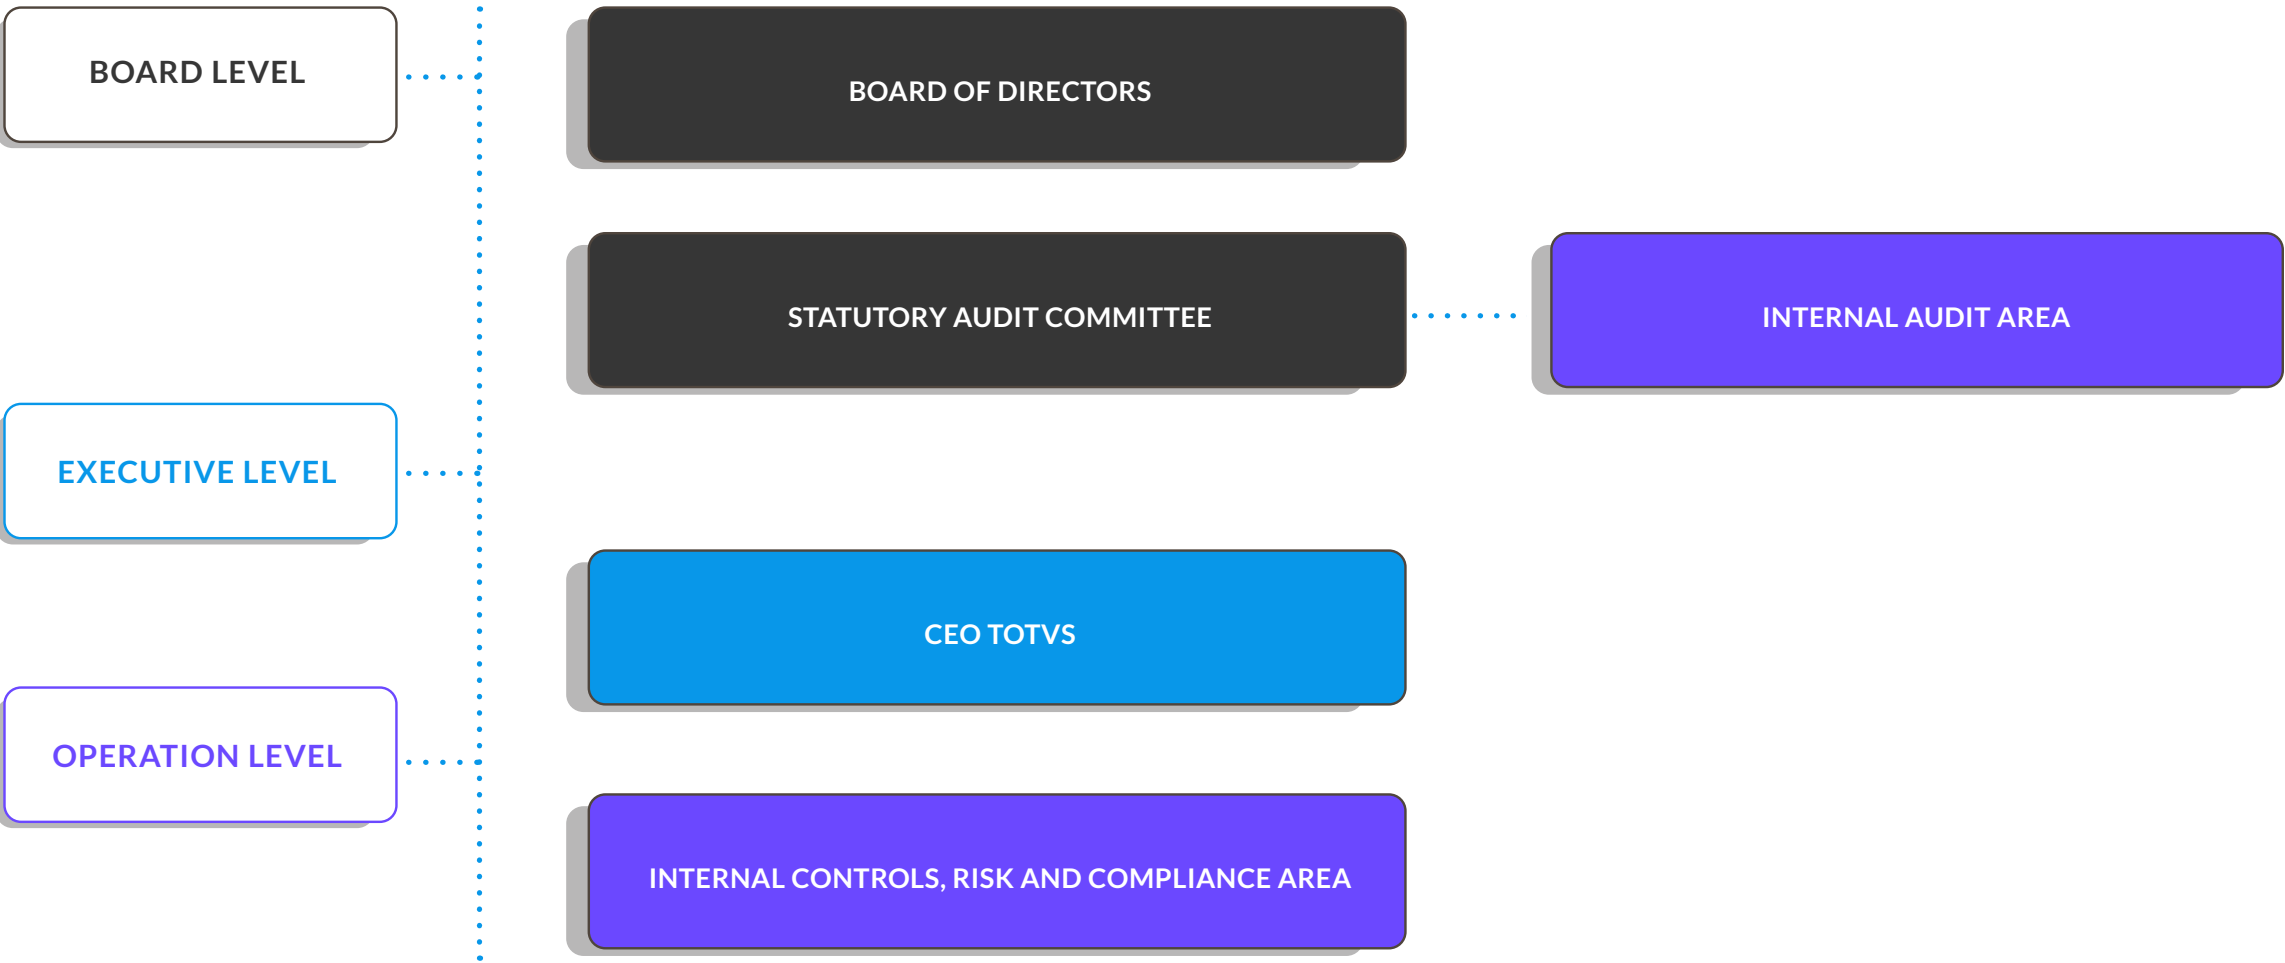 BOARD LEVEL
BOARD OF DIRECTORS
STATUTORY AUDIT COMMITTEE
INTERNAL AUDIT AREA
EXECUTIVE LEVEL
CEO TOTVS
OPERATION LEVEL
INTERNAL CONTROLS, RISK AND COMPLIANCE AREA